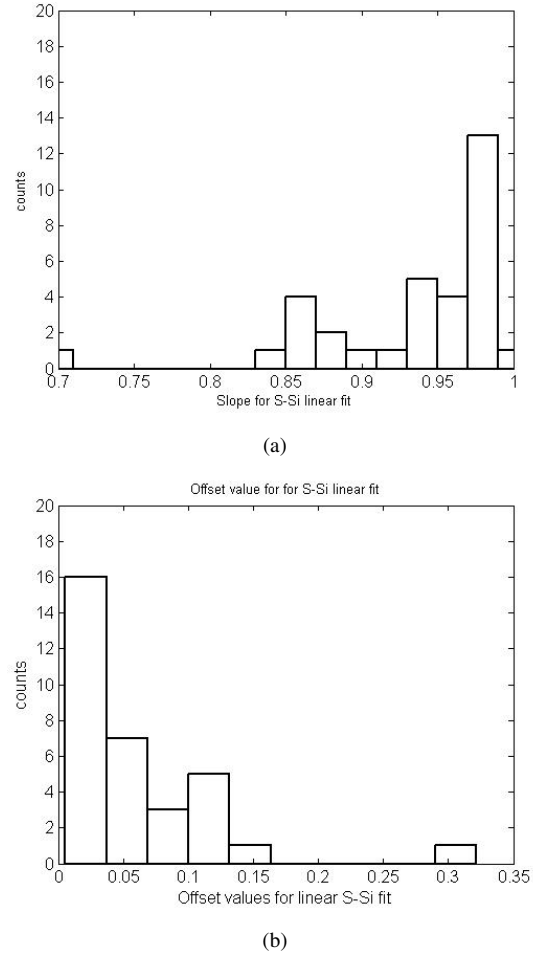 20
18
16
14
12
10
8
6
4
2
0
counts
0.7 0.75 0.8 0.85 0.9 0.95 1
Slope for S-Si linear fit
(a)
Offset value for for S-Si linear fit
20
18
16
14
12
10
8
6
4
2
0
counts
0 0.05 0.1 0.15 0.2 0.25 0.3 0.35
Offset values for linear S-Si fit
(b)